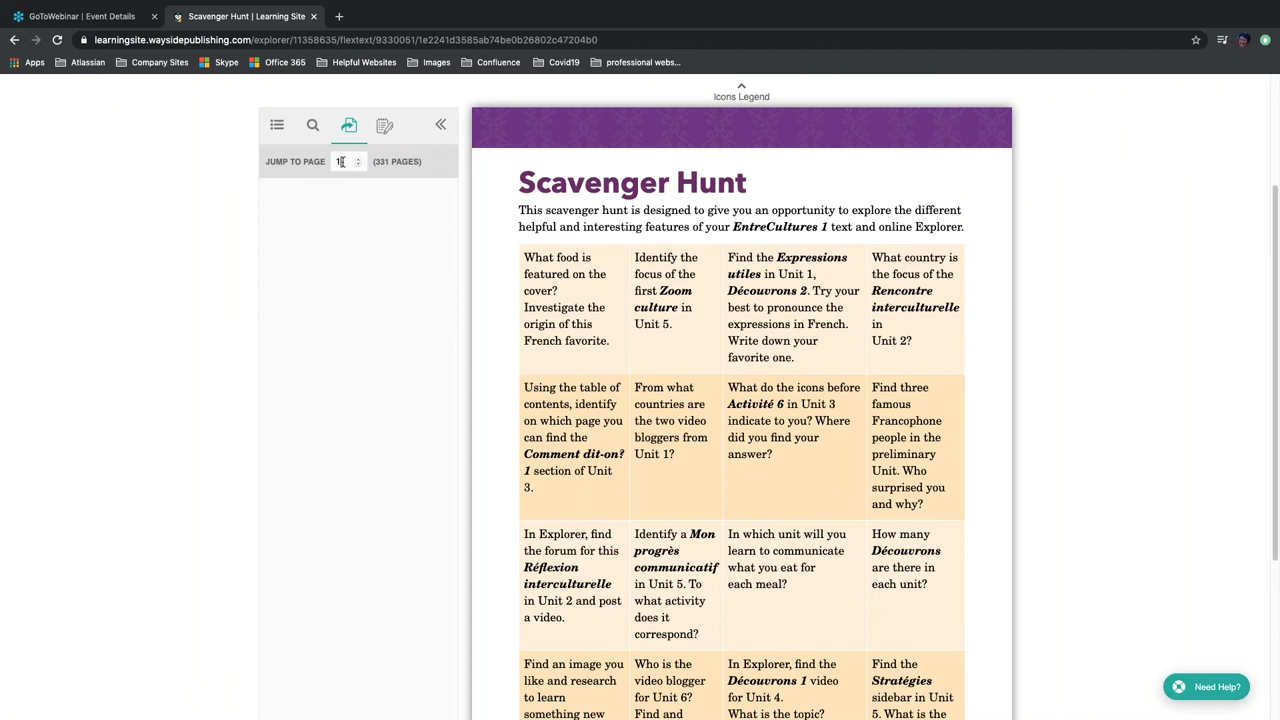 GoToWebinar | Event Details
Scavenger Hunt | Learning Site
learningsite.waysidepublishing.com/explorer/11358635/flextext/9330051/1e2241d3585ab74be0b26802c47204b0
Apps Atlassian Company Sites Skype Office 365 Helpful Websites Images Confluence Covid19 professional webs...
Icons Legend
JUMP TO PAGE 1 (331 PAGES)
Scavenger Hunt
This scavenger hunt is designed to give you an opportunity to explore the different
helpful and interesting features of your EntreCultures 1 text and online Explorer.
What food is
featured on the
cover?
Investigate the
origin of this
French favorite.
Identify the
focus of the
first Zoom
culture in
Unit 5.
Find the Expressions
utiles in Unit 1,
Découvrons 2. Try your
best to pronounce the
expressions in French.
Write down your
favorite one.
What country is
the focus of the
Rencontre
interculturelle
in
Unit 2?
Using the table of
contents, identify
on which page you
can find the
Comment dit-on?
1 section of Unit
3.
From what
countries are
the two video
bloggers from
Unit 1?
What do the icons before
Activité 6 in Unit 3
indicate to you? Where
did you find your
answer?
Find three
famous
Francophone
people in the
preliminary
Unit. Who
surprised you
and why?
In Explorer, find
the forum for this
Réflexion
interculturelle
in Unit 2 and post
a video.
Identify a Mon
progrès
communicatif
in Unit 5. To
what activity
does it
correspond?
In which unit will you
learn to communicate
what you eat for
each meal?
How many
Découvrons
are there in
each unit?
Find an image you
like and research
to learn
something new
Who is the
video blogger
for Unit 6?
Find and
In Explorer, find the
Découvrons 1 video
for Unit 4.
What is the topic?
Find the
Stratégies
sidebar in Unit
5. What is the
Need Help?